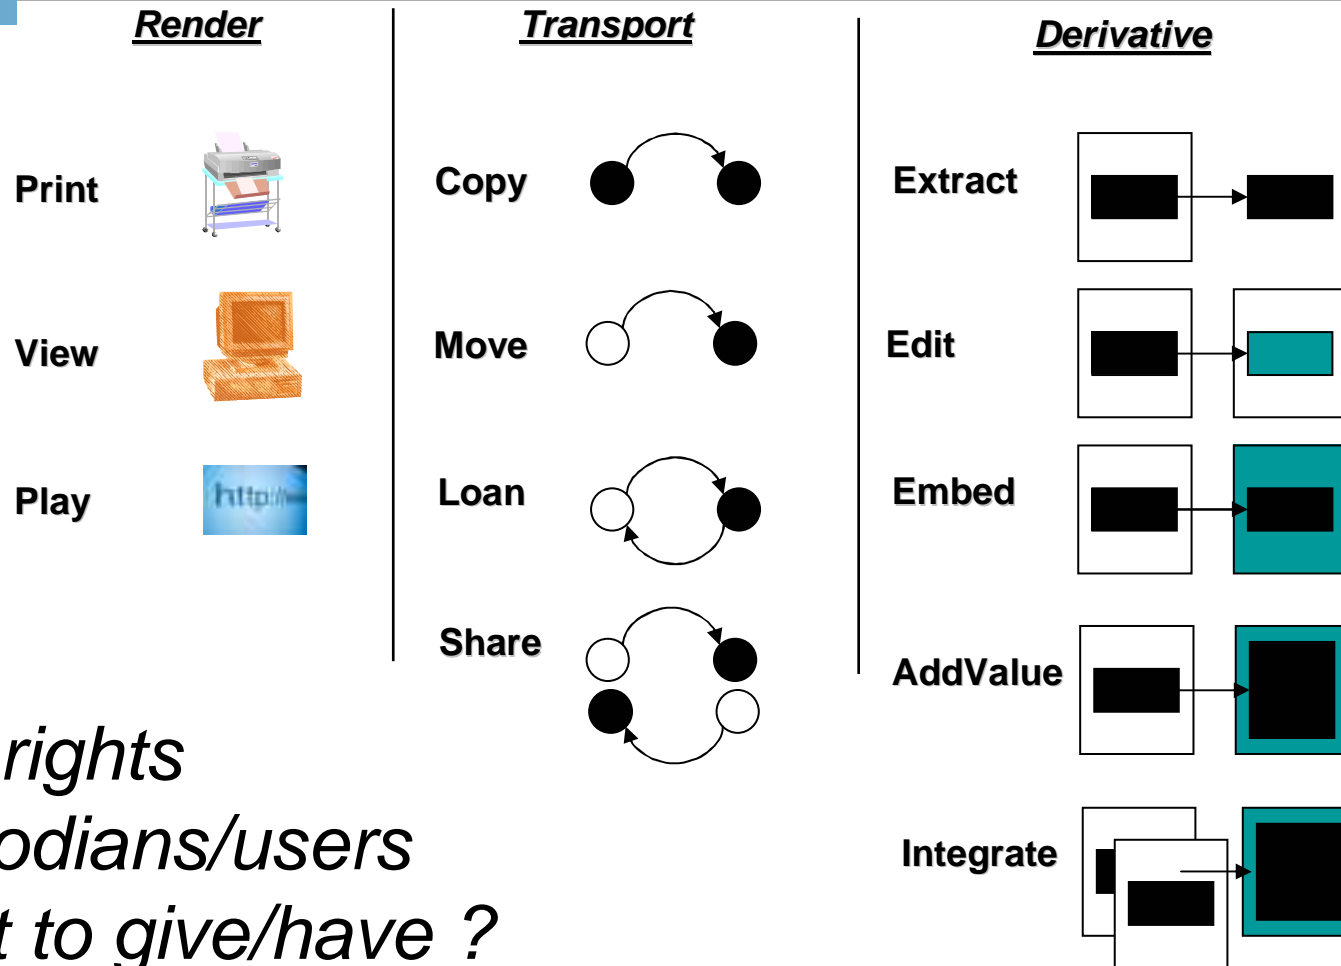 Render
Transport
Derivative
Print
Copy
Extract
View
Move
Edit
Play
http://
Loan
Embed
Share
AddValue
Integrate
rights
odians/users
t to give/have ?